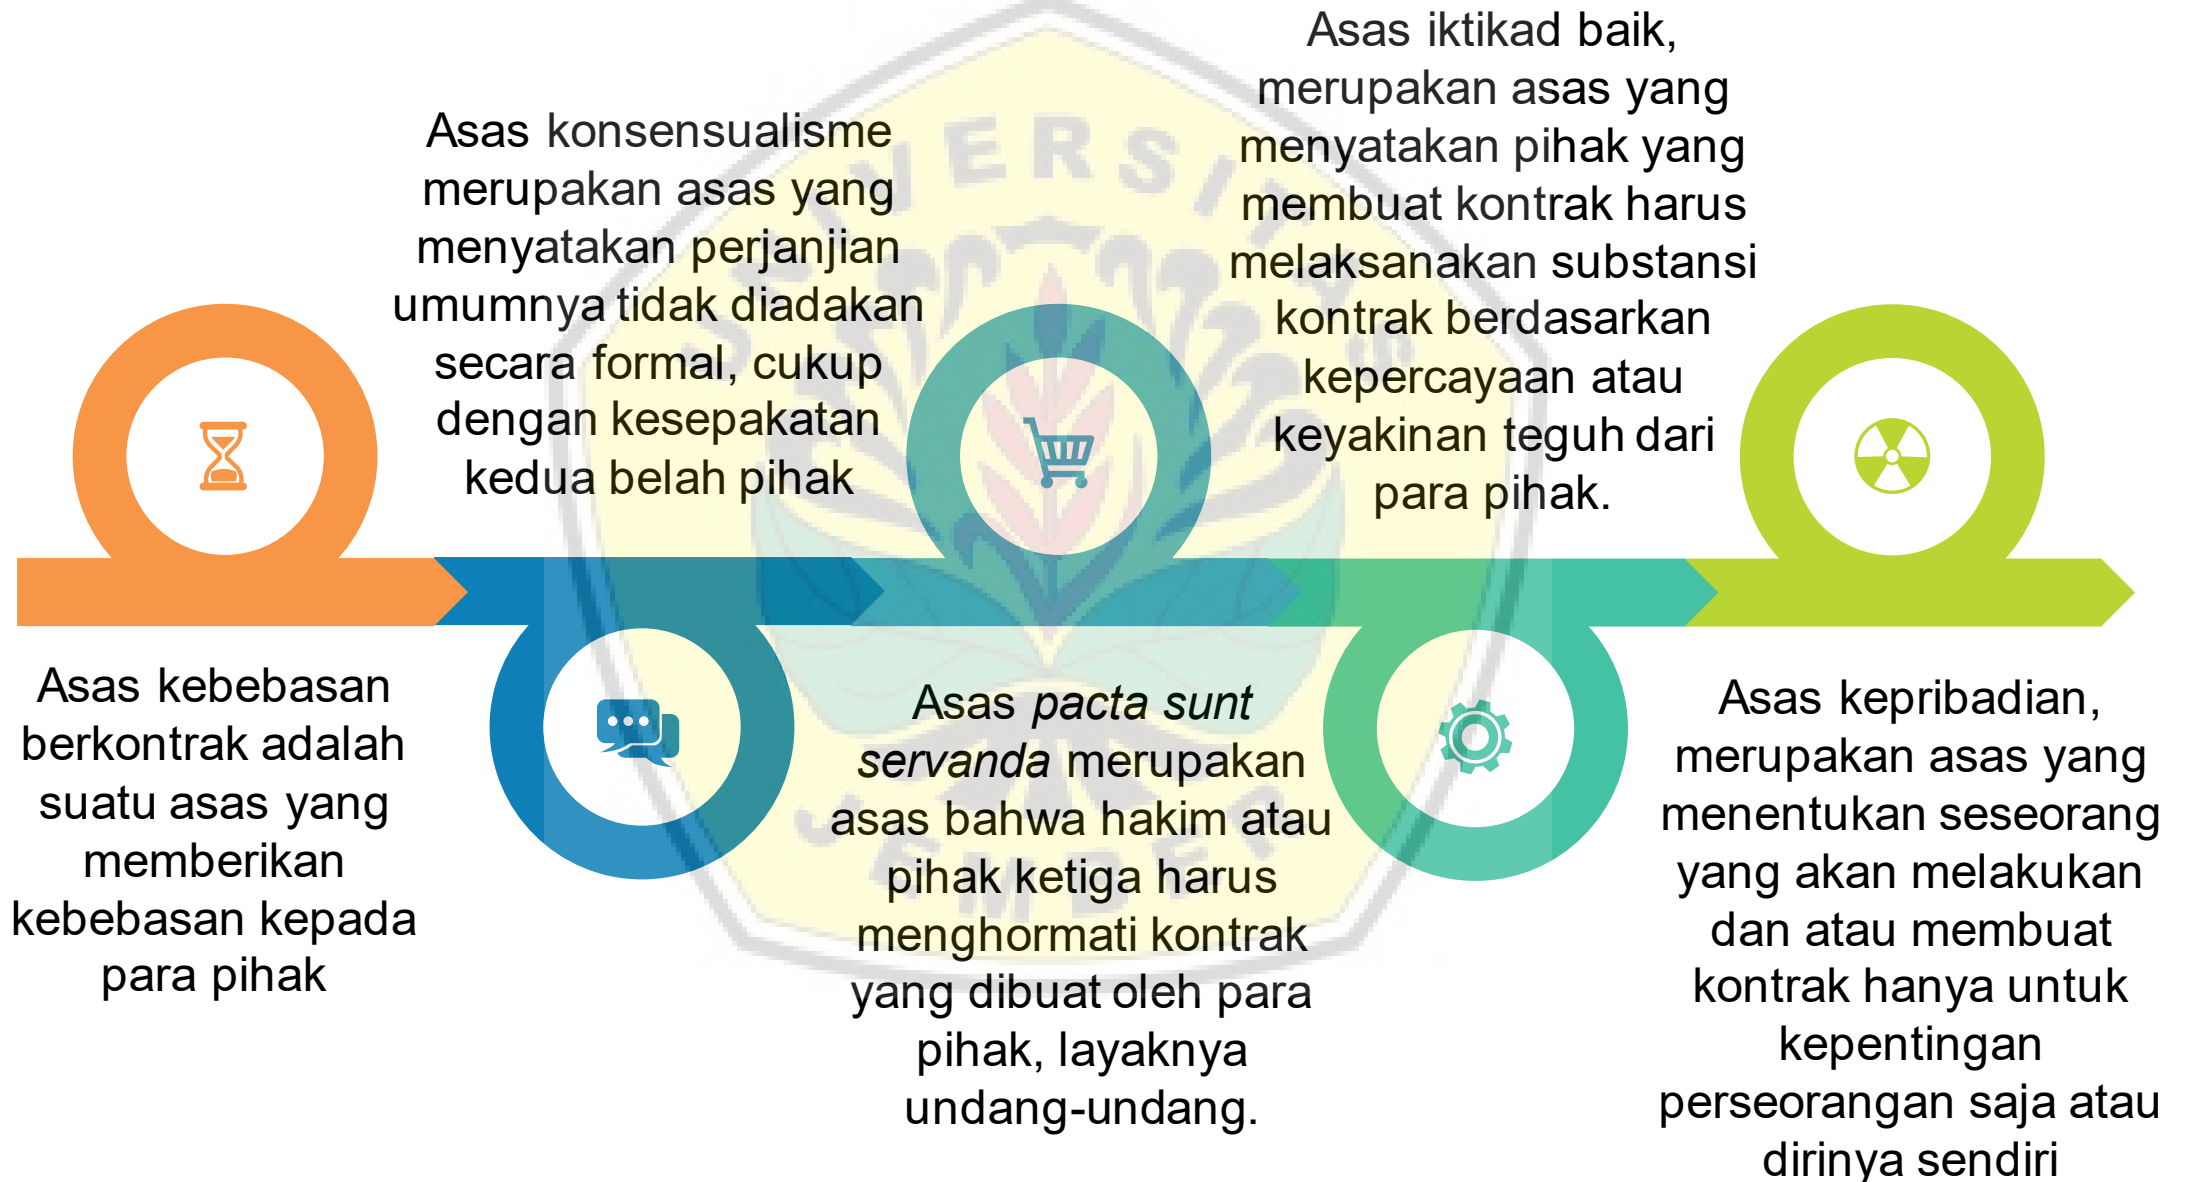 Asas kebebasan
berkontrak adalah
suatu asas yang
memberikan
kebebasan kepada
para pihak
Asas konsensualisme
merupakan asas yang
menyatakan perjanjian
umumnya tidak diadakan
secara formal, cukup
dengan kesepakatan
kedua belah pihak
Asas pacta sunt
servanda merupakan
asas bahwa hakim atau
pihak ketiga harus
menghormati kontrak
yang dibuat oleh para
pihak, layaknya
undang-undang.
Asas iktikad baik,
merupakan asas yang
menyatakan pihak yang
membuat kontrak harus
melaksanakan substansi
kontrak berdasarkan
kepercayaan atau
keyakinan teguh dari
para pihak.
Asas kepribadian,
merupakan asas yang
menentukan seseorang
yang akan melakukan
dan atau membuat
kontrak hanya untuk
kepentingan
perseorangan saja atau
dirinya sendiri
UNIVERSITAS
JEMBER